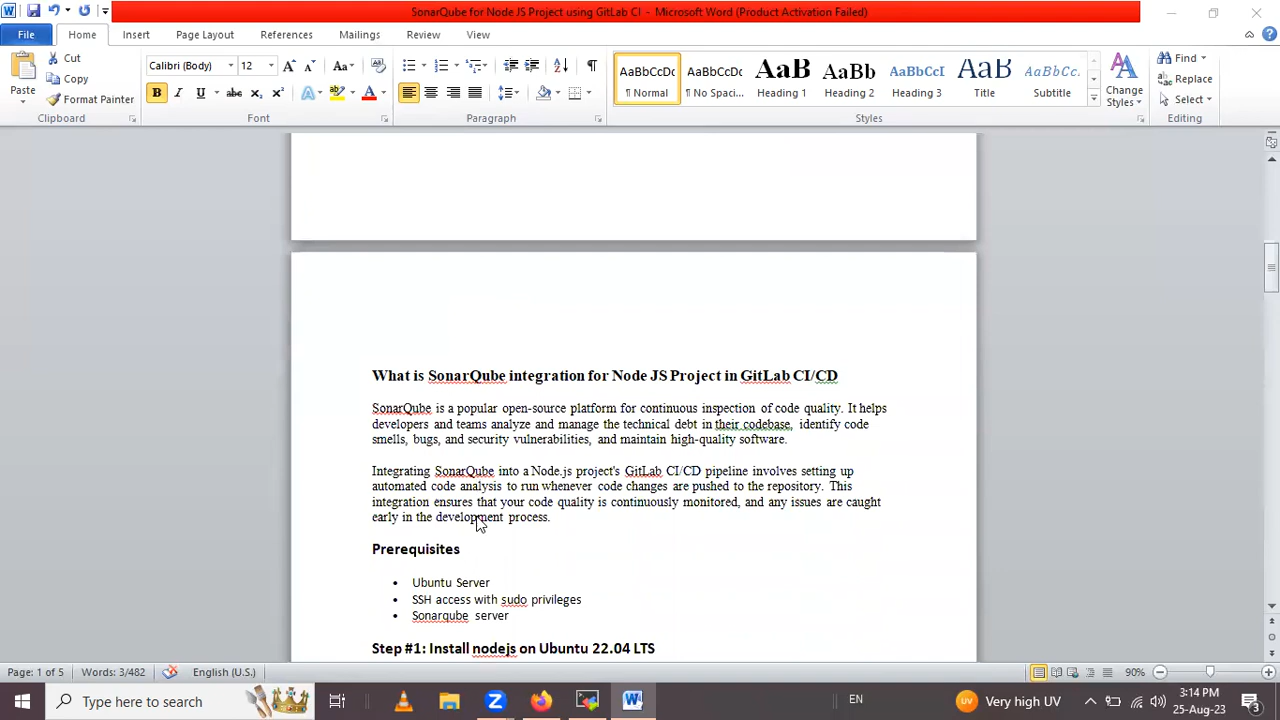 SonarQube for Node JS Project using GitLab CI - Microsoft Word (Product Activation Failed)
File Home Insert Page Layout References Mailings Review View
Paste
Cut
Copy
Format Painter
Clipboard
Calibri (Body) 12
Font
Paragraph
AaBbCcDc AaBbCcDc AaB AaBb AaBbCcI AaB AaBbCc.
¶ Normal ¶ No Spaci... Heading 1 Heading 2 Heading 3 Title Subtitle
Change Styles
Styles
Find
Replace
Select
Editing
What is SonarQube integration for Node JS Project in GitLab CI/CD
SonarQube is a popular open-source platform for continuous inspection of code quality. It helps
developers and teams analyze and manage the technical debt in their codebase, identify code
smells, bugs, and security vulnerabilities, and maintain high-quality software.
Integrating SonarQube into a Node.js project's GitLab CI/CD pipeline involves setting up
automated code analysis to run whenever code changes are pushed to the repository. This
integration ensures that your code quality is continuously monitored, and any issues are caught
early in the development process.
Prerequisites
• Ubuntu Server
• SSH access with sudo privileges
• Sonarqube server
Step #1: Install nodejs on Ubuntu 22.04 LTS
Page: 1 of 5 Words: 3/482 English (U.S.) 90%
Type here to search
EN
UV Very high UV
3:14 PM
25-Aug-23
3